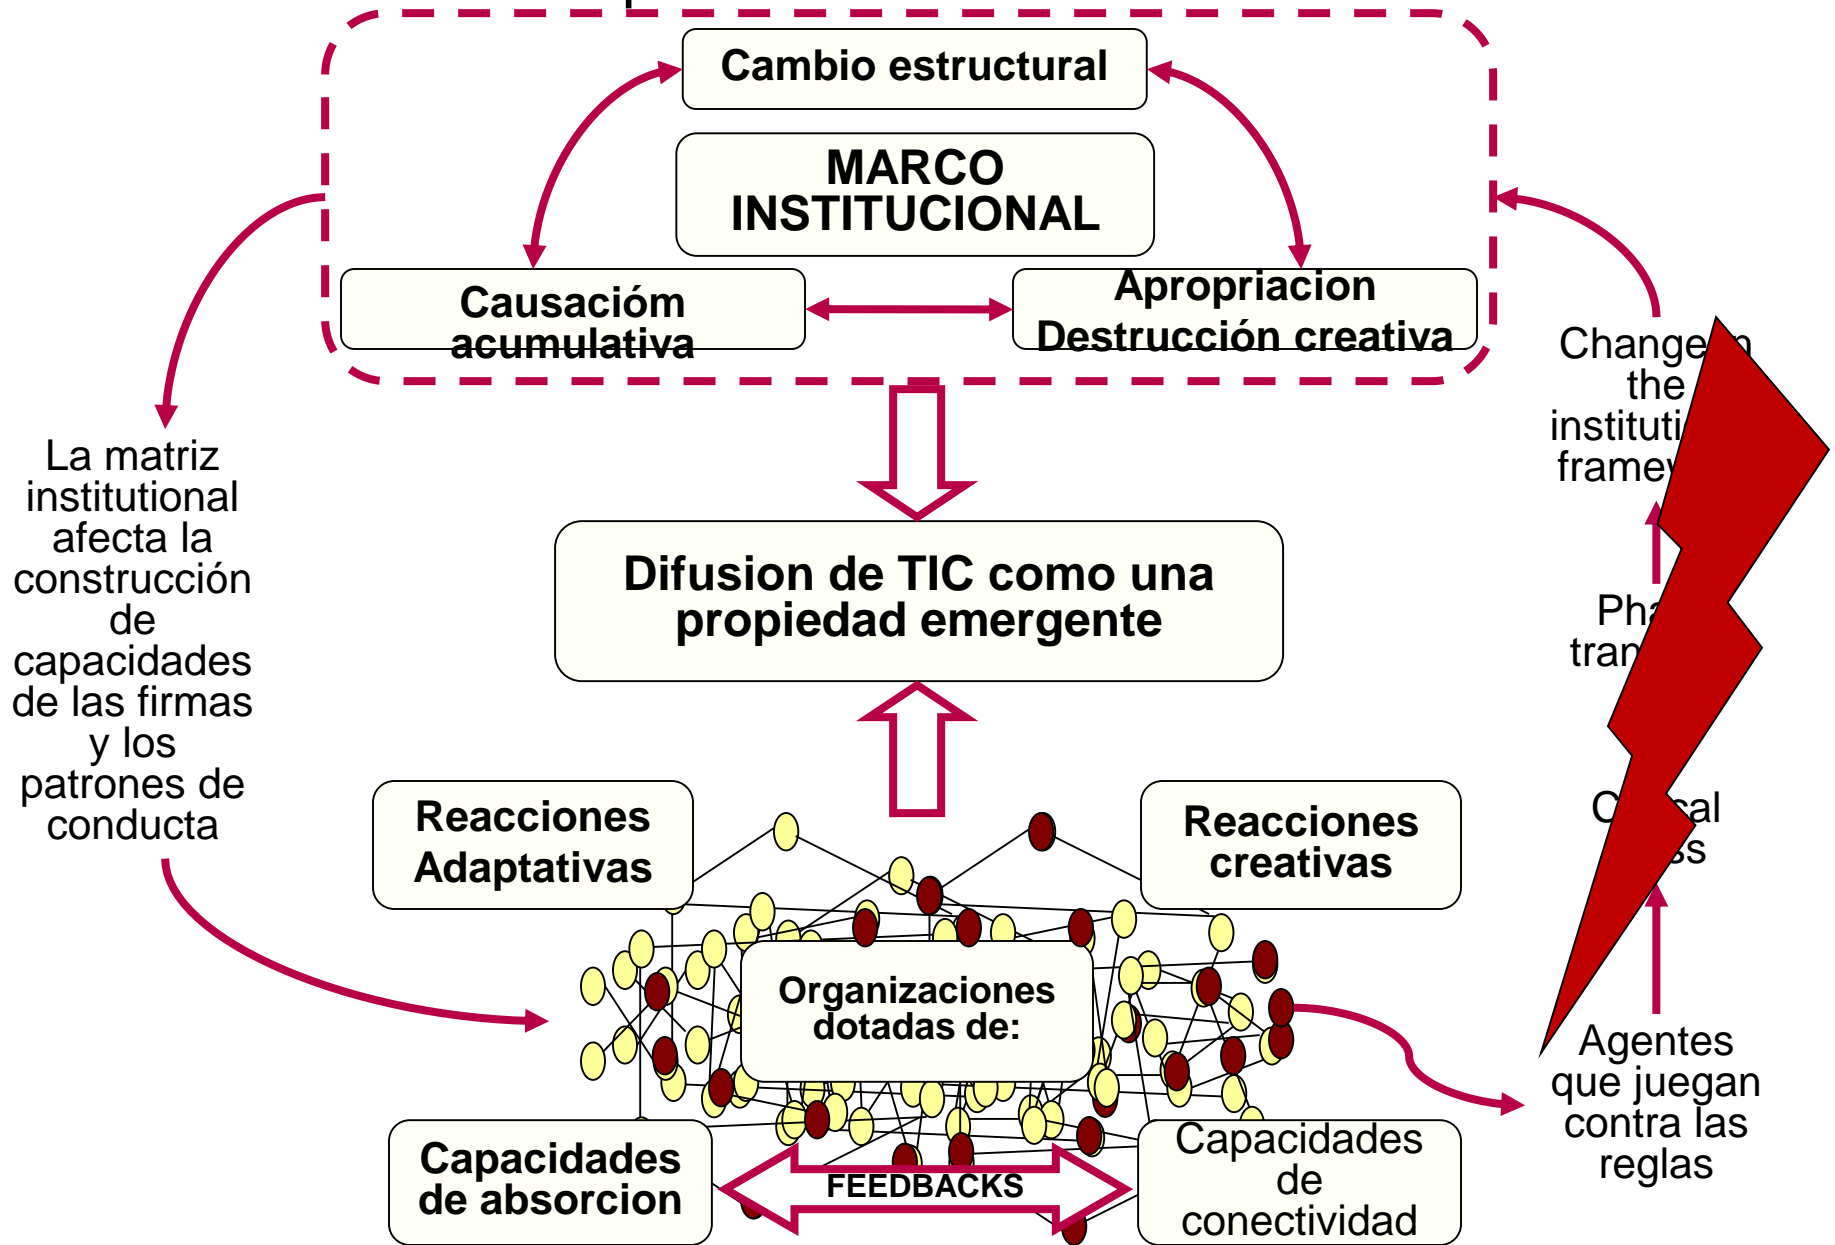 Cambio estructural
MARCO
INSTITUCIONAL
Causacióm
acumulativa
Apropriacion
Destrucción creativa
La matriz
institutional
afecta la
construcción
de
capacidades
de las firmas
y los
patrones de
conducta
Difusion de TIC como una
propiedad emergente
Reacciones
Adaptativas
Reacciones
creativas
Organizaciones
dotadas de:
Capacidades
de absorcion
FEEDBACKS
Capacidades
de
conectividad
Change
the
Agentes
que juegan
contra las
reglas